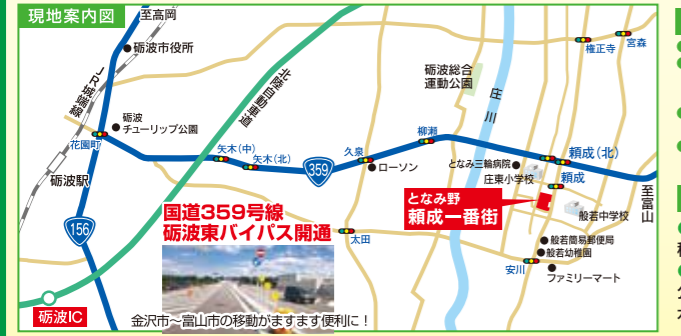 現地案内図
至高岡
砺波市役所
JR城端線
砺波
チューリップ公園
花園町
砺波駅
156
砺波IC
北陸自動車道
矢木(中)
矢木(北)
359
久泉
ローソン
柳瀬
太田
国道359号線
砺波東バイパス開通
金沢市〜富山市の移動がますます便利に!
砺波総合
運動公園
庄川
権正寺
宮森
となみ三輪病院
庄東小学校
頼成(北)
頼成
至富山
となみ野
頼成一番街
般若中学校
般若簡易郵便局
般若幼稚園
安川
ファミリーマート